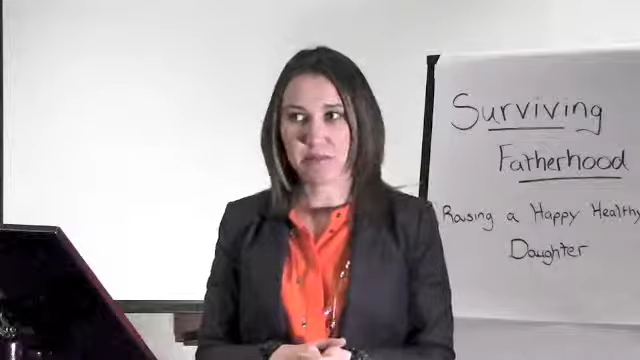 Surviving
Fatherhood
Raising a Happy Healthy
Daughter